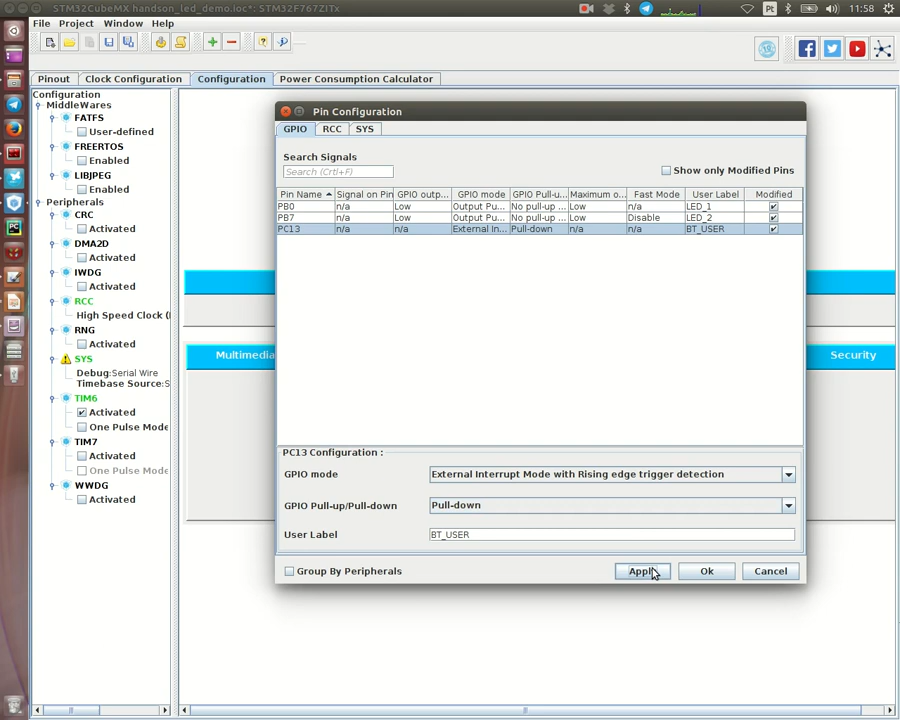 STM32CubeMX handson_led_demo.ioc*: STM32F767ZITx
Pt
11:58
File Project Window Help
Pinout
Clock Configuration
Configuration
Power Consumption Calculator
Configuration
MiddleWares
FATFS
User-defined
FREERTOS
Enabled
LIBJPEG
Enabled
Peripherals
CRC
Activated
DMA2D
Activated
IWDG
Activated
RCC
High Speed Clock (
RNG
Activated
SYS
Debug:Serial Wire
Timebase Source:S
TIM6
Activated
One Pulse Mode
TIM7
Activated
One Pulse Mode
WWDG
Activated
Multimedia
Security
Pin Configuration
GPIO RCC SYS
Search Signals
Search (Crtl+F)
Show only Modified Pins
Pin Name Signal on Pin GPIO outp... GPIO mode GPIO Pull-u... Maximum o... Fast Mode User Label Modified
PB0 n/a Low Output Pu... No pull-up ... Low n/a LED_1
PB7 n/a Low Output Pu... No pull-up ... Low Disable LED_2
PC13 n/a n/a External In... Pull-down n/a n/a BT_USER
PC13 Configuration :
GPIO mode External Interrupt Mode with Rising edge trigger detection
GPIO Pull-up/Pull-down Pull-down
User Label BT_USER
Group By Peripherals
Apply Ok Cancel